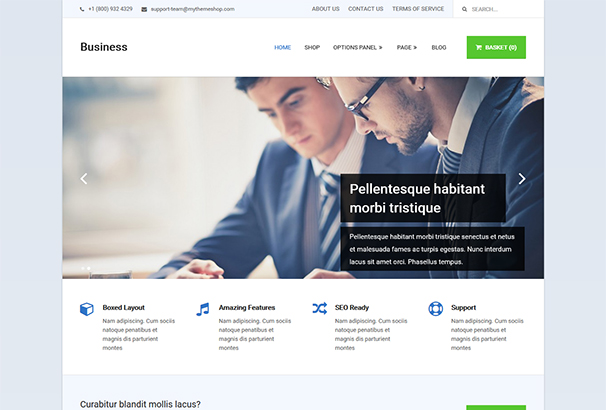 +1 (800) 932 4329 support-team@mythemeshop.com ABOUT US CONTACT US TERMS OF SERVICE SEARCH...
Business HOME SHOP OPTIONS PANEL » PAGE » BLOG BASKET (0)
Pellentesque habitant
morbi tristique
Pellentesque habitant morbi tristique senectus et netus
et malesuada fames ac turpis egestas. Nunc interdum
lacus sit amet orci. Phasellus tempus.
Boxed Layout
Nam adipiscing. Cum sociis
natoque penatibus et
magnis dis parturient
montes
Amazing Features
Nam adipiscing. Cum sociis
natoque penatibus et
magnis dis parturient
montes
SEO Ready
Nam adipiscing. Cum sociis
natoque penatibus et
magnis dis parturient
montes
Support
Nam adipiscing. Cum sociis
natoque penatibus et
magnis dis parturient
montes
Curabitur blandit mollis lacus?